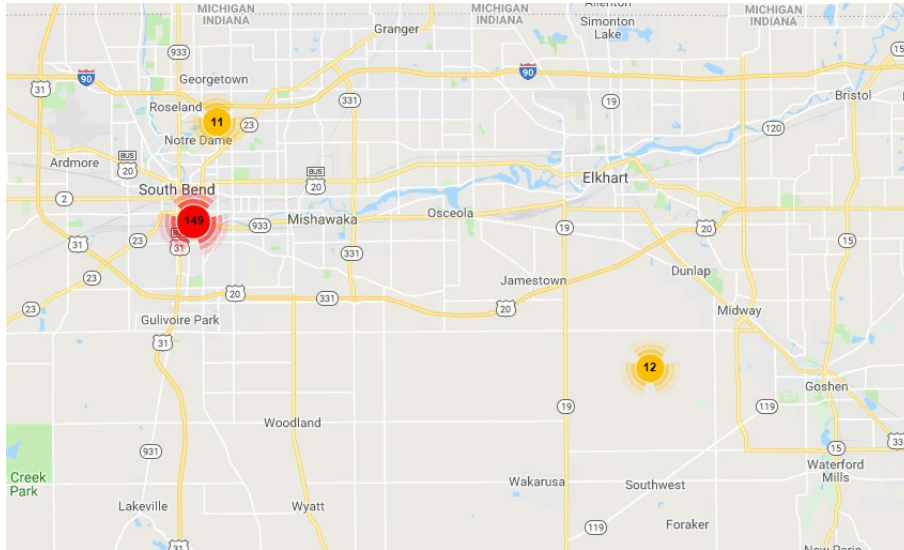 MICHIGAN
INDIANA
MICHIGAN
INDIANA
Simonton
Lake
MICHIGAN
INDIANA
Granger
933
15
90
90
31
Georgetown
331
19
Bristol
Roseland
11
23
Notre Dame
120
Ardmore
BUS
20
BUS
20
Elkhart
2
South Bend
149
933
Mishawaka
Osceola
19
20
31
23
31
331
15
23
20
331
Jamestown
Dunlap
23
20
Midway
Gulivoire Park
31
12
Goshen
19
119
Woodland
33
931
15
Creek
Park
Waterford
Mills
Wakarusa
Southwest
Lakeville
Wyatt
119
Foraker
31
New Paris